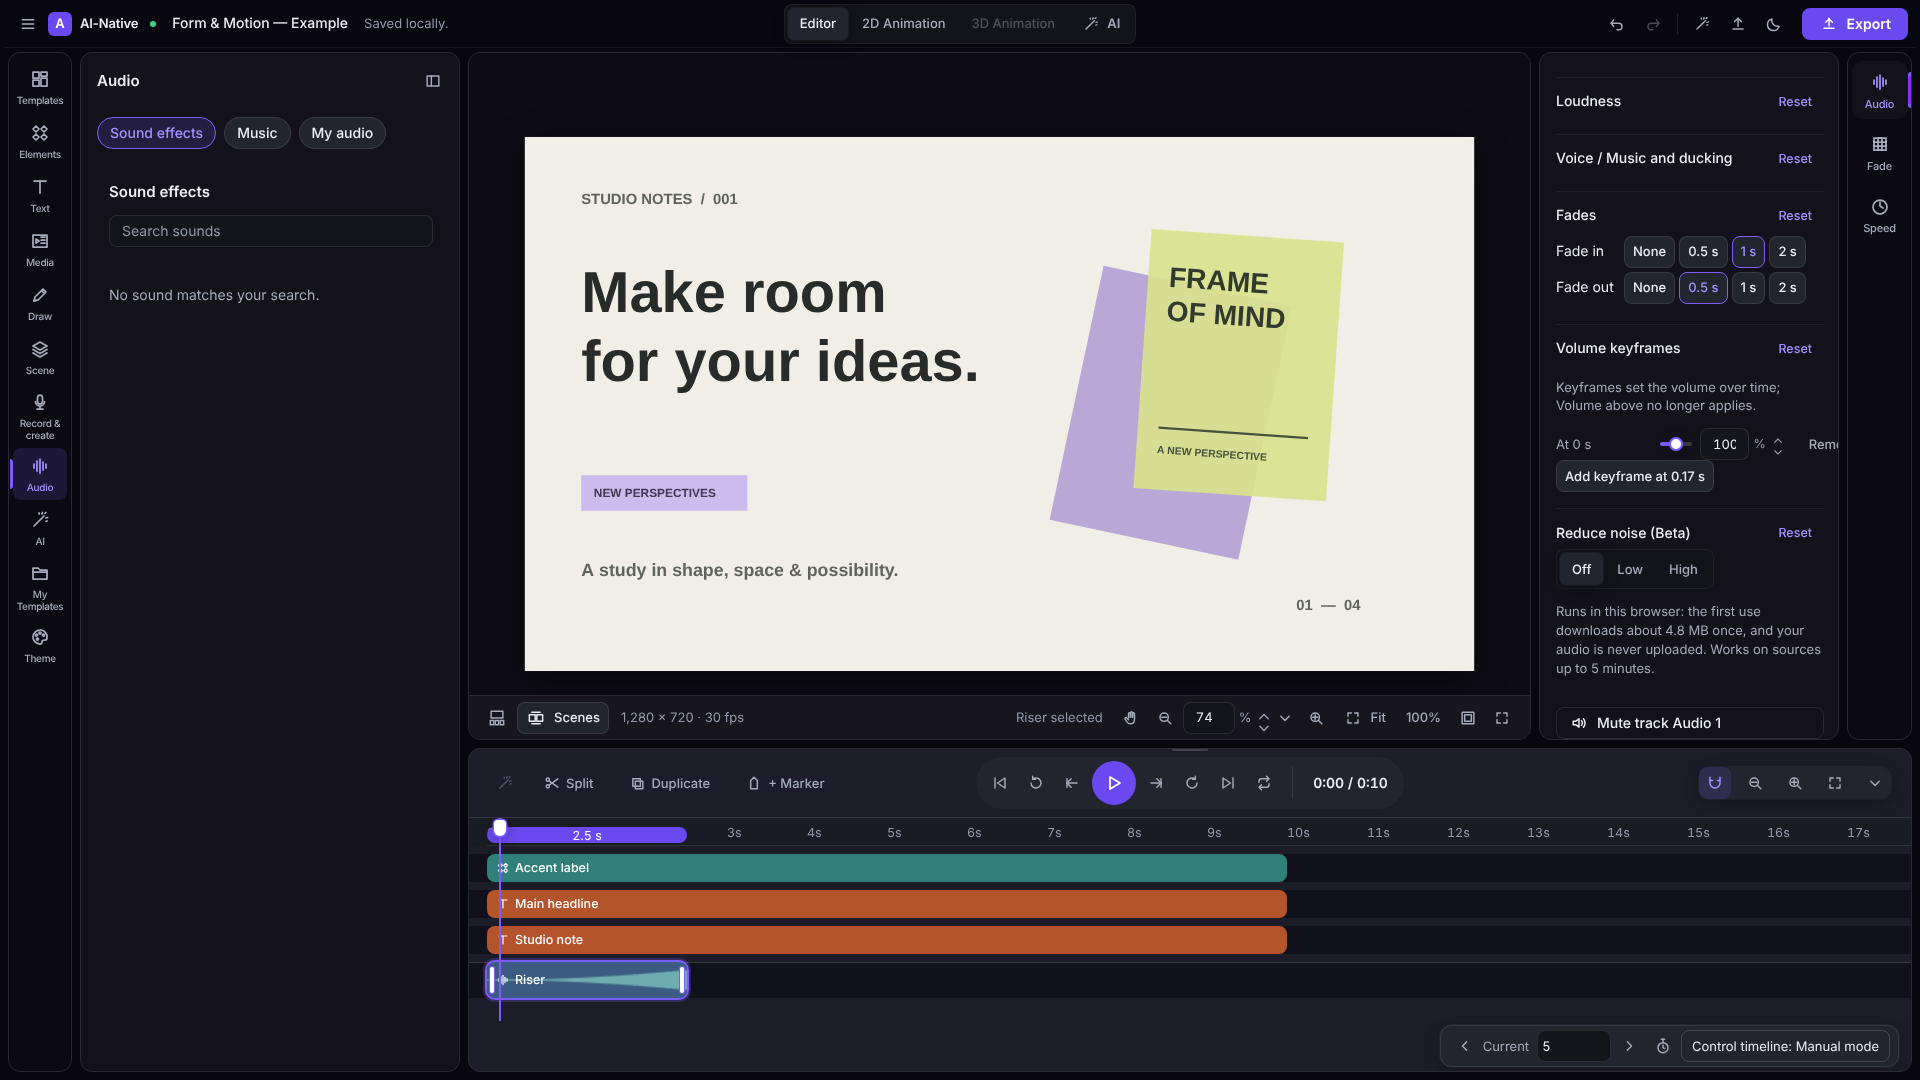 A
AI-Native
Form & Motion — Example
Saved locally.
Editor
2D Animation
3D Animation
AI
Export
Templates
Elements
Text
Media
Draw
Scene
Record &
create
Audio
AI
My
Templates
Theme
Audio
Sound effects
Music
My audio
Sound effects
Search sounds
No sound matches your search.
STUDIO NOTES / 001
Make room
for your ideas.
NEW PERSPECTIVES
A study in shape, space & possibility.
FRAME
OF MIND
A NEW PERSPECTIVE
01 — 04
Scenes
1,280 × 720 · 30 fps
Riser selected
74
%
Fit
100%
Loudness
Reset
Voice / Music and ducking
Reset
Fades
Reset
Fade in
None
0.5 s
1 s
2 s
Fade out
None
0.5 s
1 s
2 s
Volume keyframes
Reset
Keyframes set the volume over time;
Volume above no longer applies.
At 0 s
100
%
Add keyframe at 0.17 s
Reduce noise (Beta)
Reset
Off
Low
High
Runs in this browser: the first use
downloads about 4.8 MB once, and your
audio is never uploaded. Works on sources
up to 5 minutes.
Mute track Audio 1
Audio
Fade
Speed
Split
Duplicate
+ Marker
0:00 / 0:10
2.5 s
3s
4s
5s
6s
7s
8s
9s
10s
11s
12s
13s
14s
15s
16s
17s
Accent label
Main headline
Studio note
Riser
Current
5
Control timeline: Manual mode